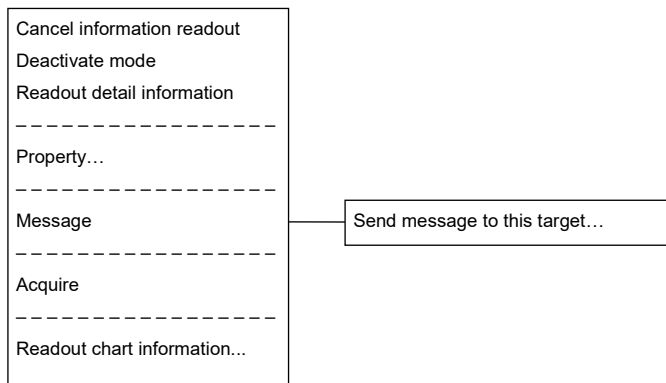 Cancel information readout
Deactivate mode
Readout detail information
Property…
Message
Send message to this target…
Acquire
Readout chart information...